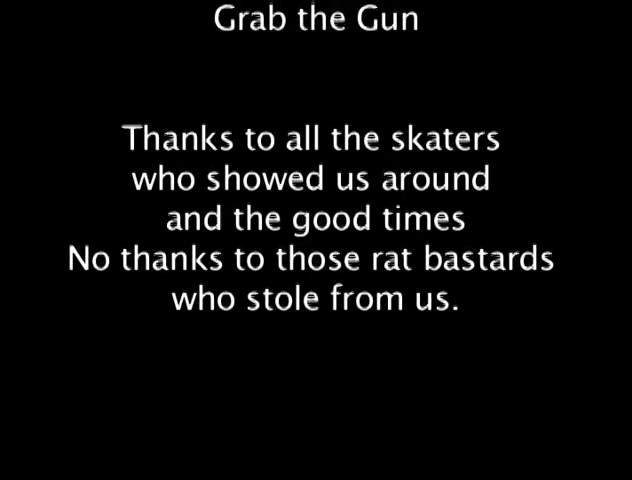 Grab the Gun
Thanks to all the skaters
who showed us around
and the good times
No thanks to those rat bastards
who stole from us.